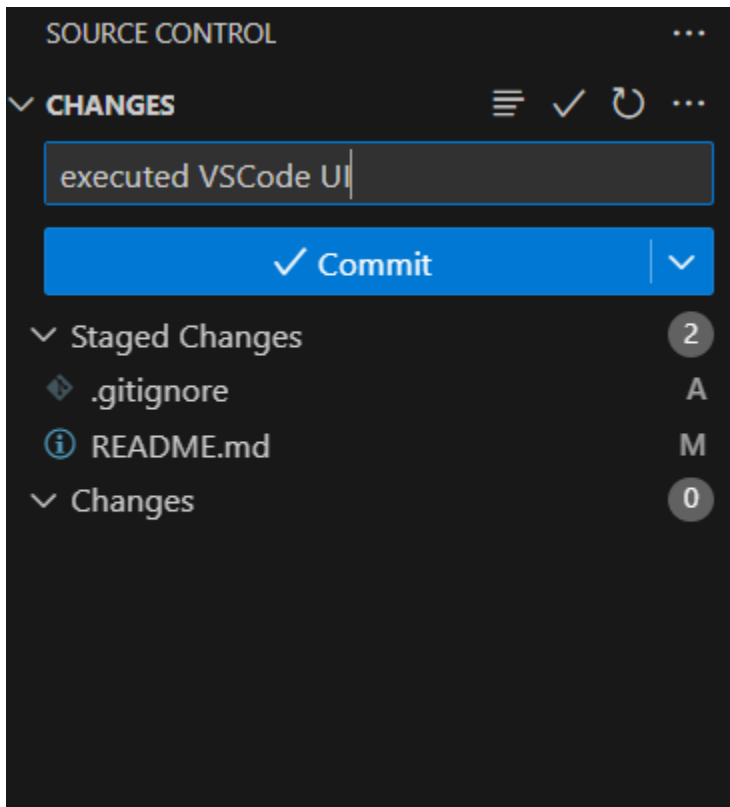 SOURCE CONTROL
CHANGES
executed VSCode UI
Commit
Staged Changes 2
.gitignore A
README.md M
Changes 0